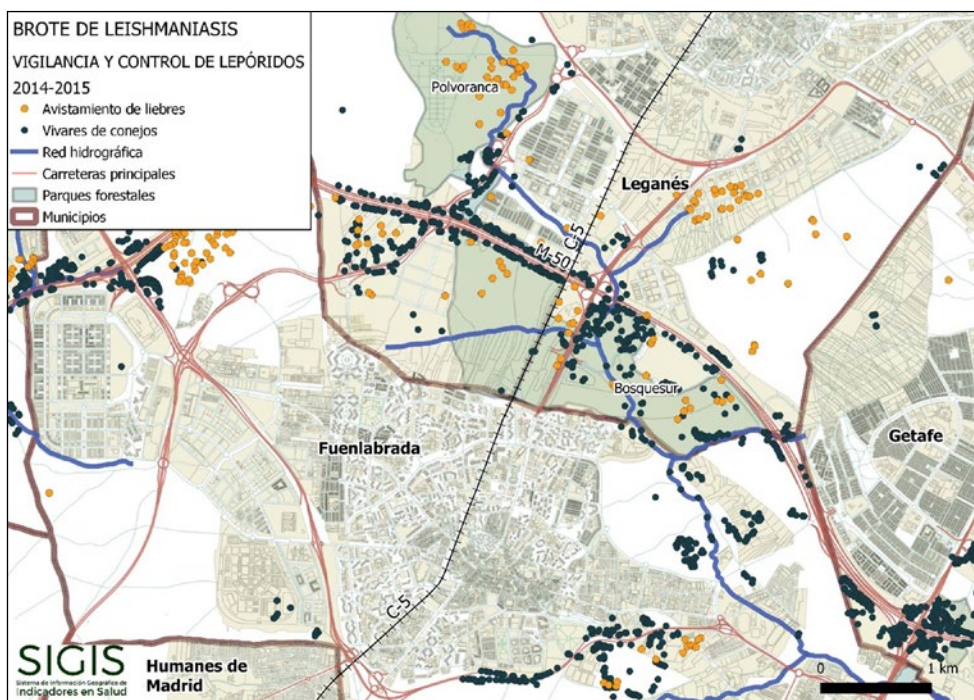 BROTE DE LEISHMANIASIS
VIGILANCIA Y CONTROL DE LEPÓRIDOS
2014-2015
Avistamiento de liebres
Vivares de conejos
Red hidrográfica
Carreteras principales
Parques forestales
Municipios
Polvoranca
Leganés
C-5
M-50
Bosquesur
Fuenlabrada
Getafe
C-5
SIGIS
Sistema de Información Geográfica de
Indicadores en Salud
Humanes de
Madrid
0 1 km